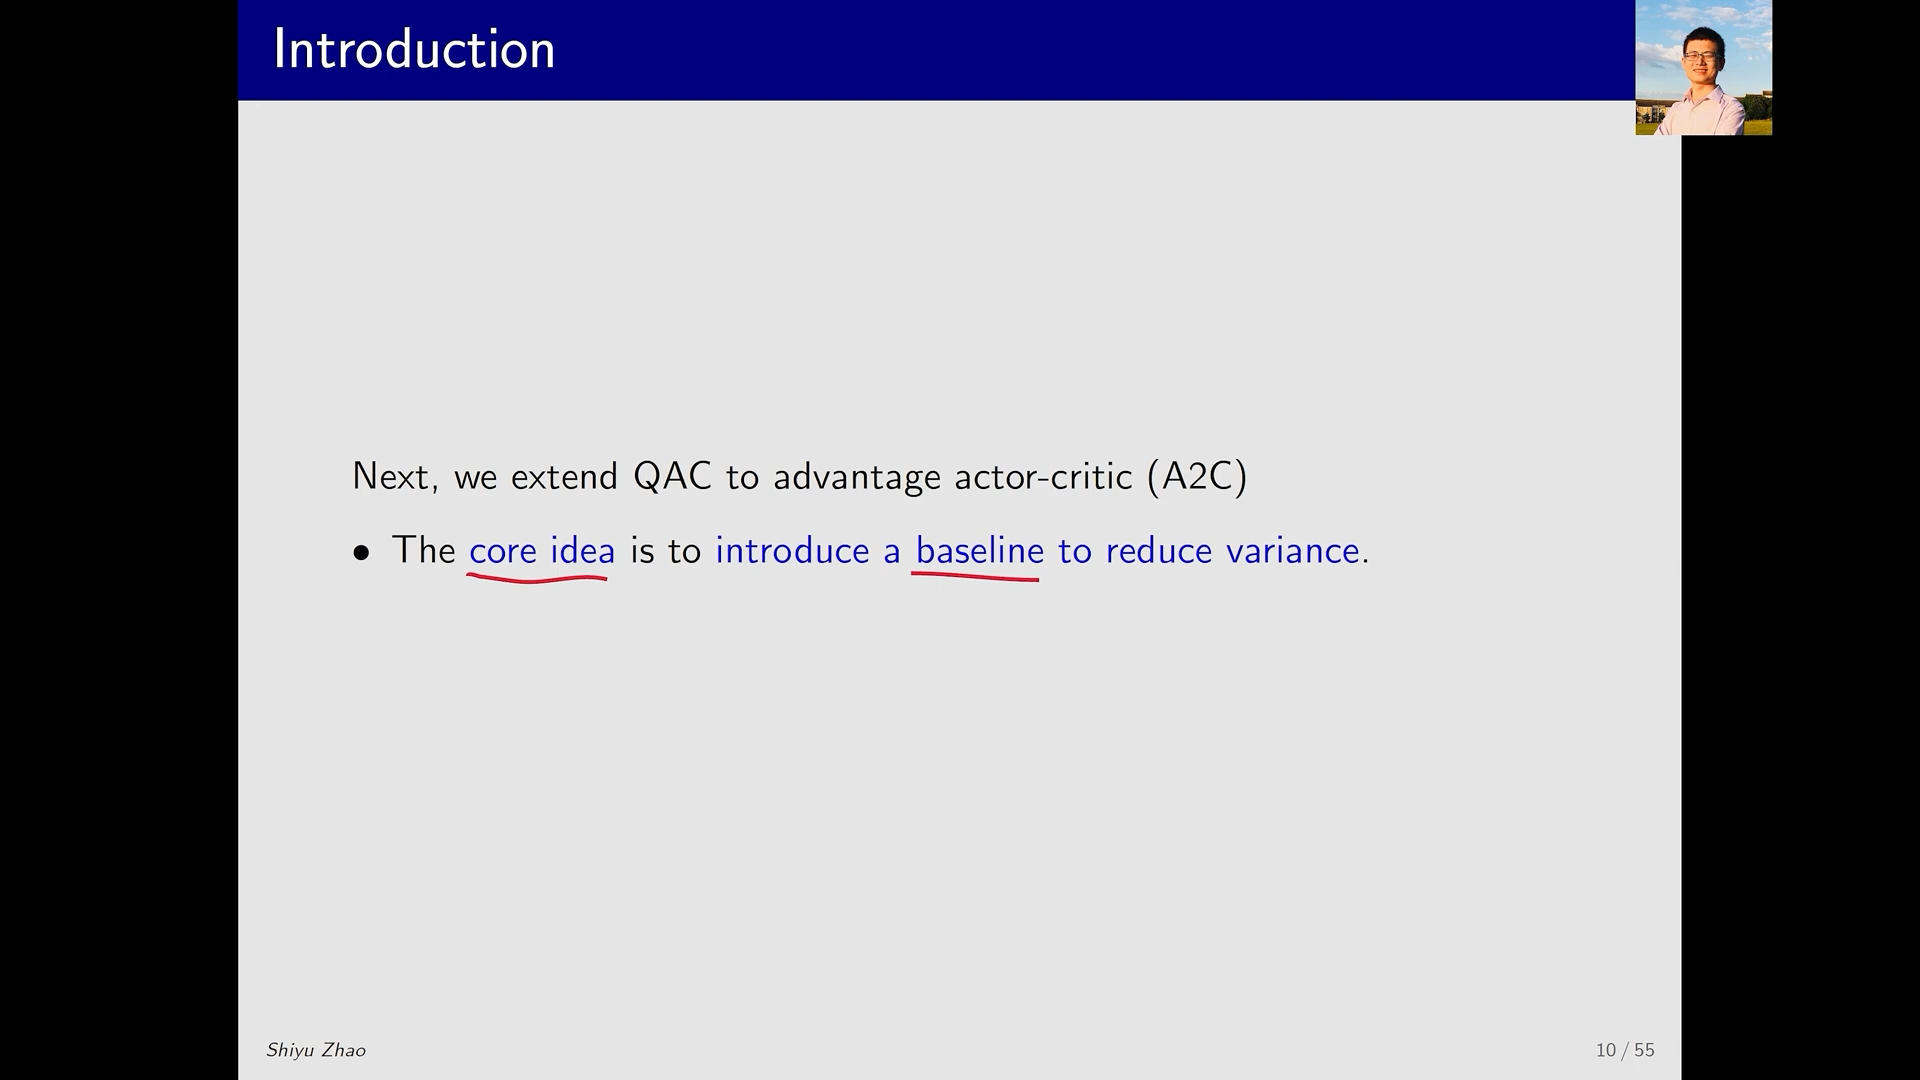 Introduction
Next, we extend QAC to advantage actor-critic (A2C)
• The core idea is to introduce a baseline to reduce variance.
Shiyu Zhao
10 / 55